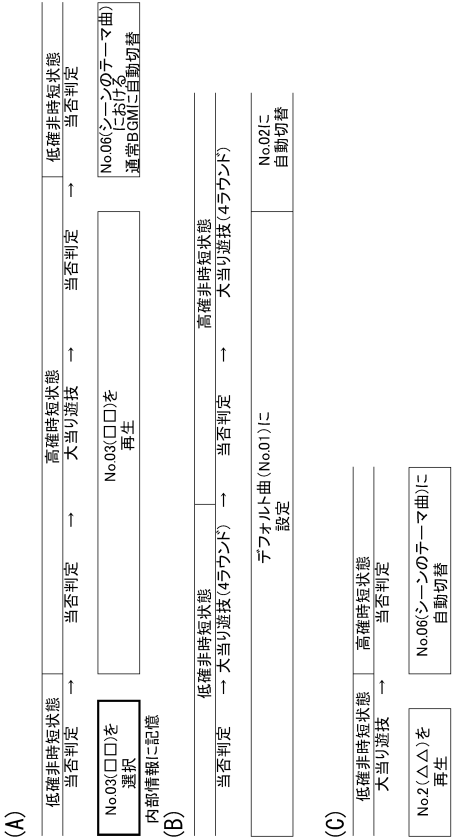 (A)
低確非時短状態
高確時短状態
低確非時短状態
当否判定
→
当否判定
→
大当り遊技
→
当否判定
→
当否判定
No.03(□□)を
選択
No.03(□□)を
再生
No.06(シーンのテーマ曲)
における
通常BGMに自動切替
内部情報に記憶
(B)
低確非時短状態
高確非時短状態
当否判定
→
大当り遊技(4ラウンド)
→
当否判定
→
大当り遊技(4ラウンド)
デフォルト曲(No.01)に
設定
No.02に
自動切替
(C)
低確非時短状態
高確時短状態
大当り遊技
→
当否判定
No.2(△△)を
再生
No.06(シーンのテーマ曲)に
自動切替